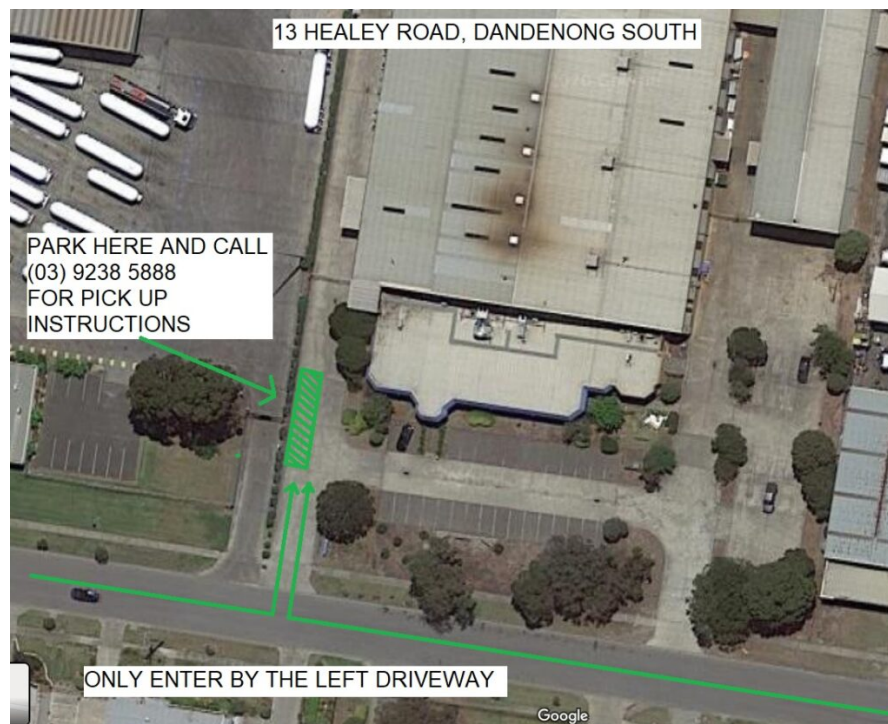 13 HEALEY ROAD, DANDENONG SOUTH
PARK HERE AND CALL
(03) 9238 5888
FOR PICK UP
INSTRUCTIONS
ONLY ENTER BY THE LEFT DRIVEWAY
Google